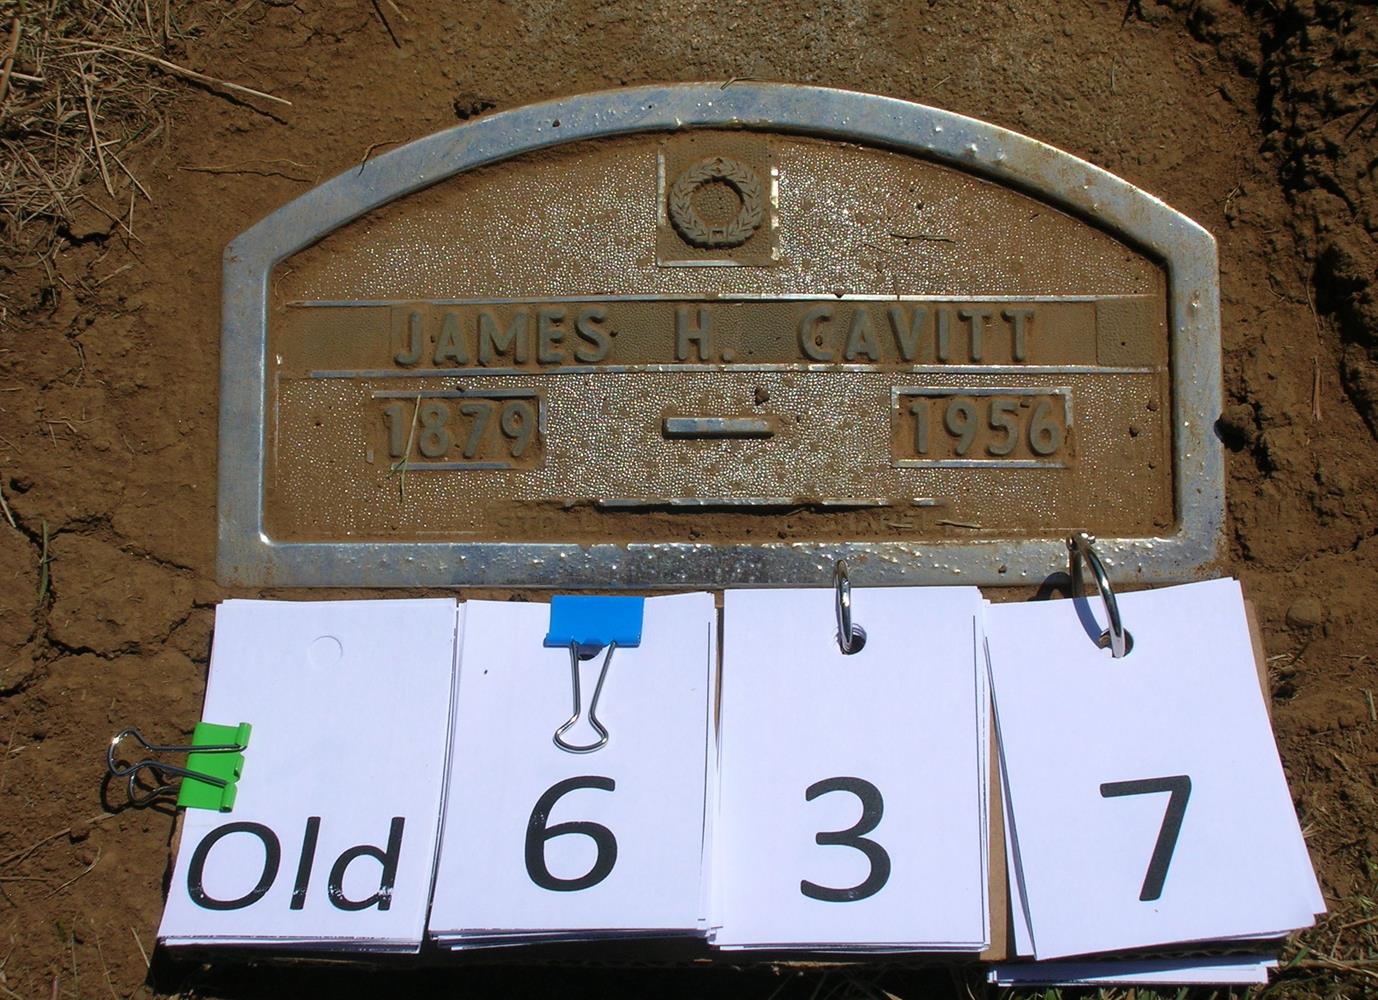 JAMES H. CAVITT
1879 — 1956
Old 6 3 7